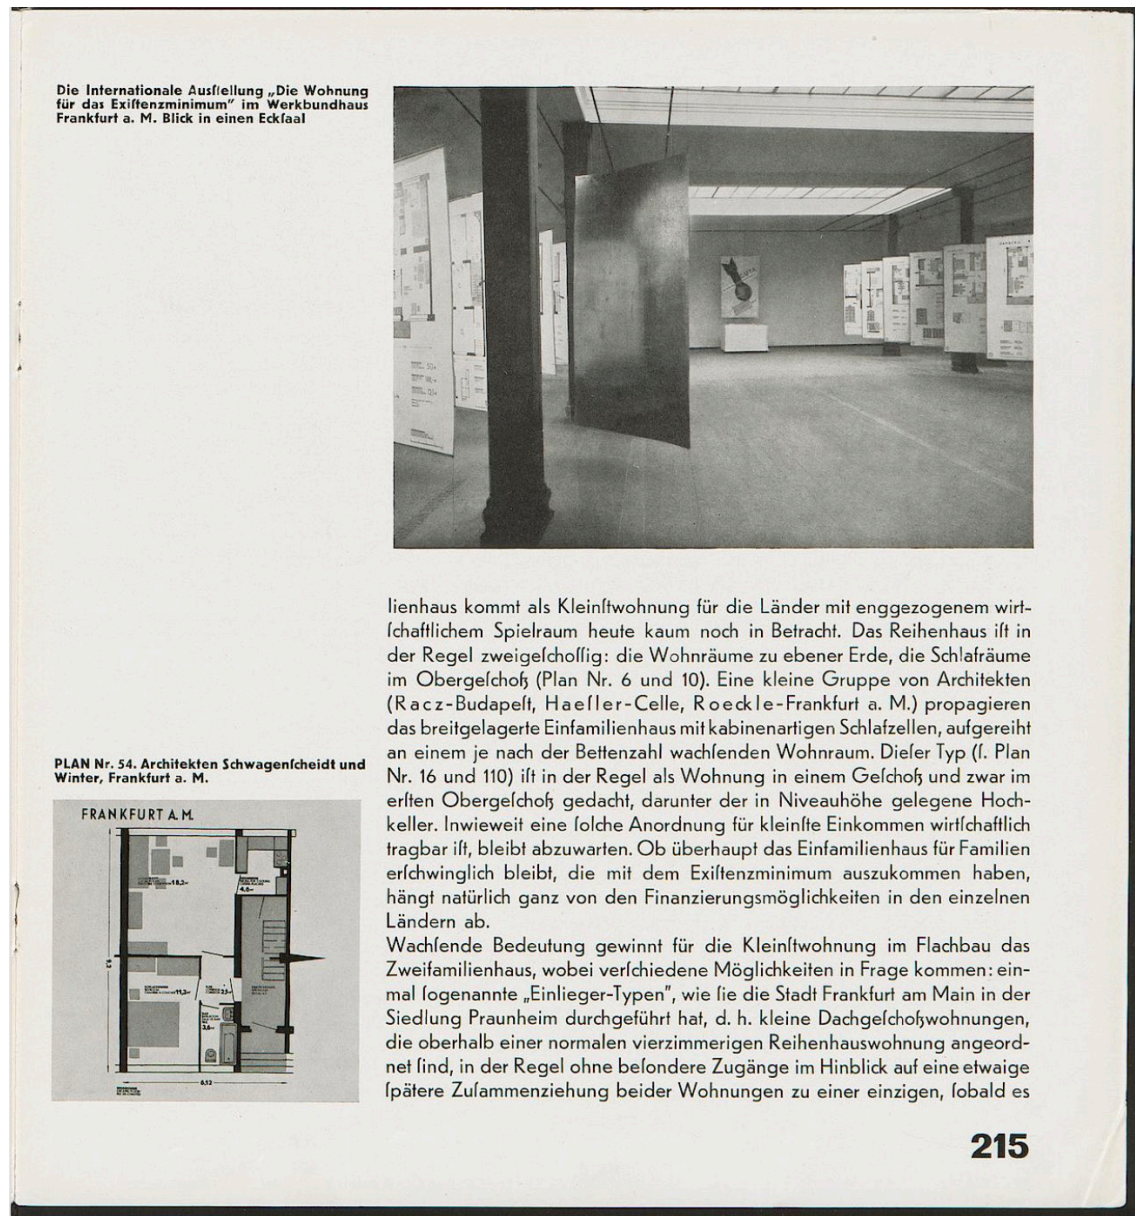 Die Internationale Ausſtellung „Die Wohnung
für das Exiſtenzminimum“ im Werkbundhaus
Frankfurt a. M. Blick in einen Eckſaal
lienhaus kommt als Kleinſtwohnung für die Länder mit enggezogenem wirt-
ſchaftlichem Spielraum heute kaum noch in Betracht. Das Reihenhaus iſt in
der Regel zweigeſchoſſig: die Wohnräume zu ebener Erde, die Schlafräume
im Obergeſchoß (Plan Nr. 6 und 10). Eine kleine Gruppe von Architekten
(Racz-Budapeſt, Haeſler-Celle, Roeckle-Frankfurt a. M.) propagieren
das breitgelagerte Einfamilienhaus mit kabinenartigen Schlafzellen, aufgereiht
an einem je nach der Bettenzahl wachſenden Wohnraum. Dieſer Typ (ſ. Plan
Nr. 16 und 110) iſt in der Regel als Wohnung in einem Geſchoß und zwar im
erſten Obergeſchoß gedacht, darunter der in Niveauhöhe gelegene Hoch-
keller. Inwieweit eine ſolche Anordnung für kleinſte Einkommen wirtſchaftlich
tragbar iſt, bleibt abzuwarten. Ob überhaupt das Einfamilienhaus für Familien
erſchwinglich bleibt, die mit dem Exiſtenzminimum auszukommen haben,
hängt natürlich ganz von den Finanzierungsmöglichkeiten in den einzelnen
Ländern ab.
Wachſende Bedeutung gewinnt für die Kleinſtwohnung im Flachbau das
Zweifamilienhaus, wobei verſchiedene Möglichkeiten in Frage kommen: ein-
mal ſogenannte „Einlieger-Typen“, wie ſie die Stadt Frankfurt am Main in der
Siedlung Praunheim durchgeführt hat, d. h. kleine Dachgeſchoßwohnungen,
die oberhalb einer normalen vierzimmerigen Reihenhauswohnung angeord-
net ſind, in der Regel ohne beſondere Zugänge im Hinblick auf eine etwaige
ſpätere Zuſammenziehung beider Wohnungen zu einer einzigen, ſobald es
PLAN Nr. 54. Architekten Schwagenſcheidt und
Winter, Frankfurt a. M.
FRANKFURT A.M.
18,2
4,6
11,2
2,5
6,12
215